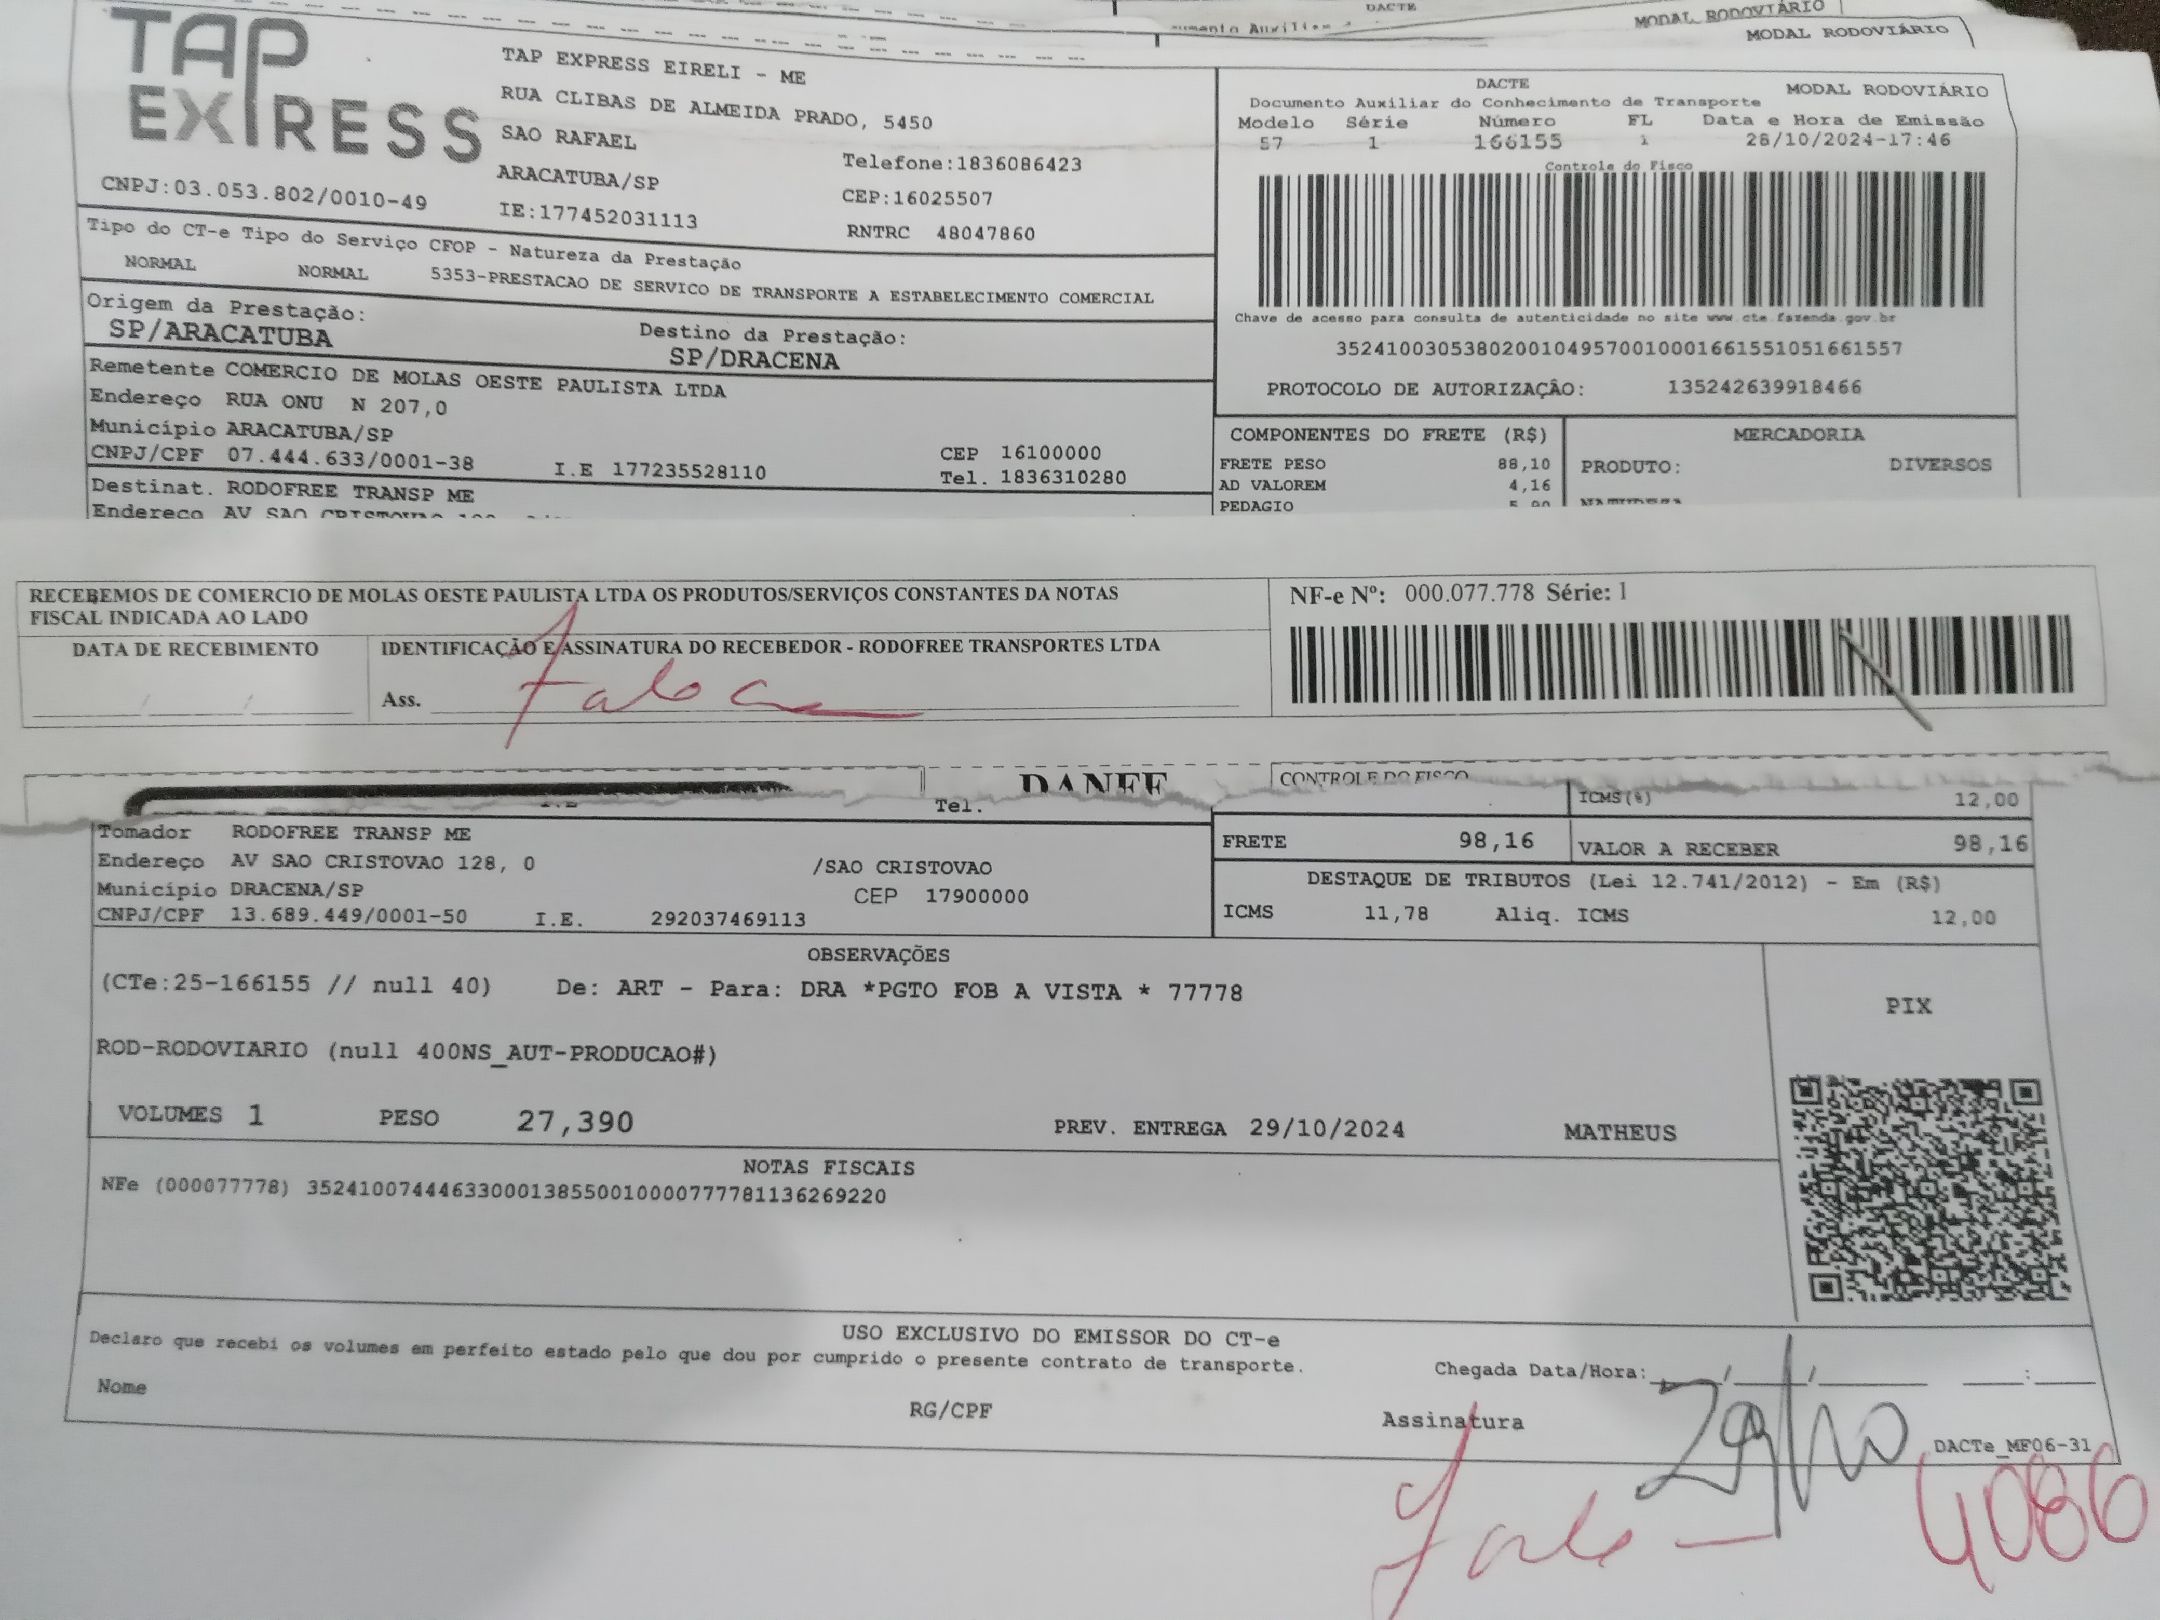 DACTE
MODAL RODOVIÁRIO
MODAL RODOVIÁRIO
TAP
EXPRESS
CNPJ:03.053.802/0010-49
TAP EXPRESS EIRELI - ME
RUA CLIBAS DE ALMEIDA PRADO, 5450
SAO RAFAEL
ARACATUBA/SP
IE:177452031113
Telefone:1836086423
CEP:16025507
RNTRC 48047860
DACTE MODAL RODOVIÁRIO
Documento Auxiliar do Conhecimento de Transporte
Modelo Série Número FL Data e Hora de Emissão
57 1 166155 1 28/10/2024-17:46
Controle do Fisco
Chave de acesso para consulta de autenticidade no site www.cte.fazenda.gov.br
35241003053802001049570010001661551051661557
PROTOCOLO DE AUTORIZAÇÂO: 135242639918466
Tipo do CT-e Tipo do Serviço CFOP - Natureza da Prestação
NORMAL NORMAL 5353-PRESTACAO DE SERVICO DE TRANSPORTE A ESTABELECIMENTO COMERCIAL
Origem da Prestação: Destino da Prestação:
SP/ARACATUBA SP/DRACENA
Remetente COMERCIO DE MOLAS OESTE PAULISTA LTDA
Endereço RUA ONU N 207,0
Município ARACATUBA/SP CEP 16100000
CNPJ/CPF 07.444.633/0001-38 I.E 177235528110 Tel. 1836310280
Destinat. RODOFREE TRANSP ME
Endereço AV SAO CRISTOVAO
COMPONENTES DO FRETE (R$) MERCADORIA
FRETE PESO 88,10 PRODUTO: DIVERSOS
AD VALOREM 4,16
PEDAGIO 5,90
RECEBEMOS DE COMERCIO DE MOLAS OESTE PAULISTA LTDA OS PRODUTOS/SERVIÇOS CONSTANTES DA NOTAS
FISCAL INDICADA AO LADO
NF-e Nº: 000.077.778 Série: 1
DATA DE RECEBIMENTO IDENTIFICAÇÃO E ASSINATURA DO RECEBEDOR - RODOFREE TRANSPORTES LTDA
Ass.
DANFE CONTROLE DO FISCO
I.E Tel.
ICMS(%) 12,00
Tomador RODOFREE TRANSP ME
Endereço AV SAO CRISTOVAO 128, 0 /SAO CRISTOVAO
Município DRACENA/SP CEP 17900000
CNPJ/CPF 13.689.449/0001-50 I.E. 292037469113
FRETE 98,16 VALOR A RECEBER 98,16
DESTAQUE DE TRIBUTOS (Lei 12.741/2012) - Em (R$)
ICMS 11,78 Aliq. ICMS 12,00
OBSERVAÇÕES
(CTe:25-166155 // null 40) De: ART - Para: DRA *PGTO FOB A VISTA * 77778
ROD-RODOVIARIO (null 400NS_AUT-PRODUCAO#)
PIX
VOLUMES 1 PESO 27,390 PREV. ENTREGA 29/10/2024 MATHEUS
NOTAS FISCAIS
NFe (000077778) 35241007444633000138550010000777781136269220
USO EXCLUSIVO DO EMISSOR DO CT-e
Declaro que recebi os volumes em perfeito estado pelo que dou por cumprido o presente contrato de transporte.
Chegada Data/Hora: / / :
Nome RG/CPF Assinatura
29/10
DACTe_MF06-31
4086